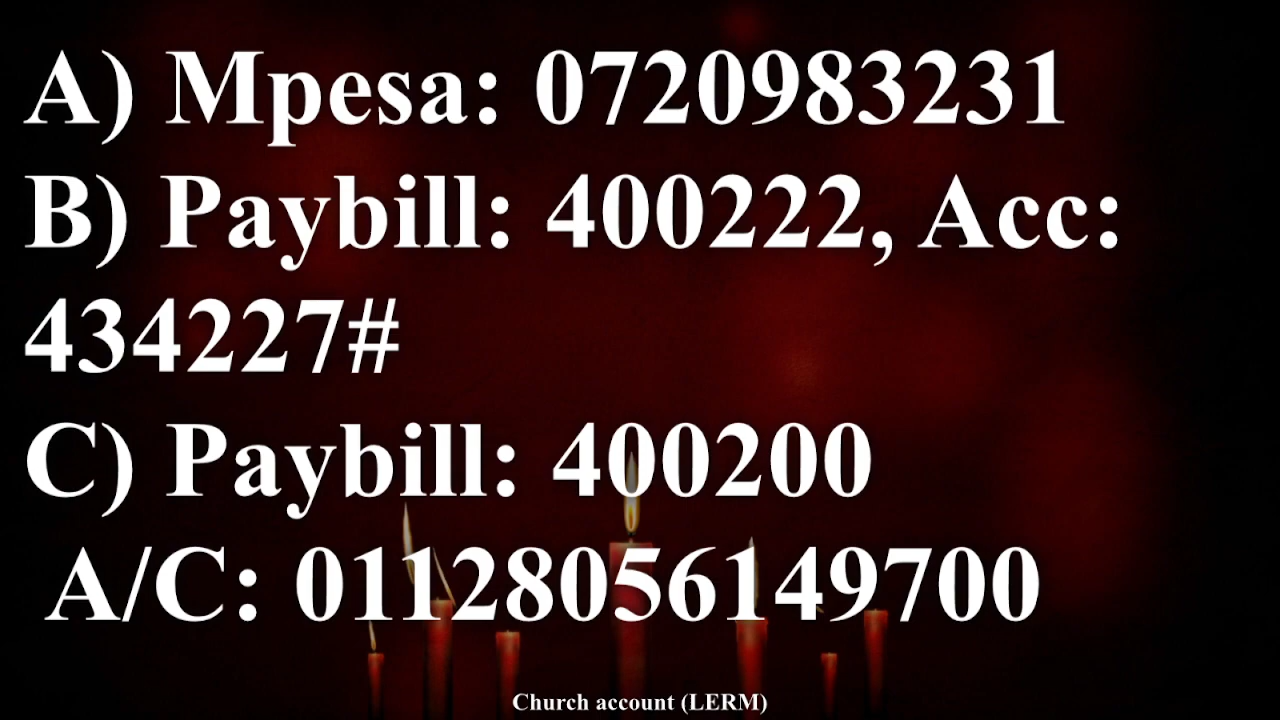 A) Mpesa: 0720983231
B) Paybill: 400222, Acc:
434227#
C) Paybill: 400200
A/C: 01128056149700
Church account (LERM)